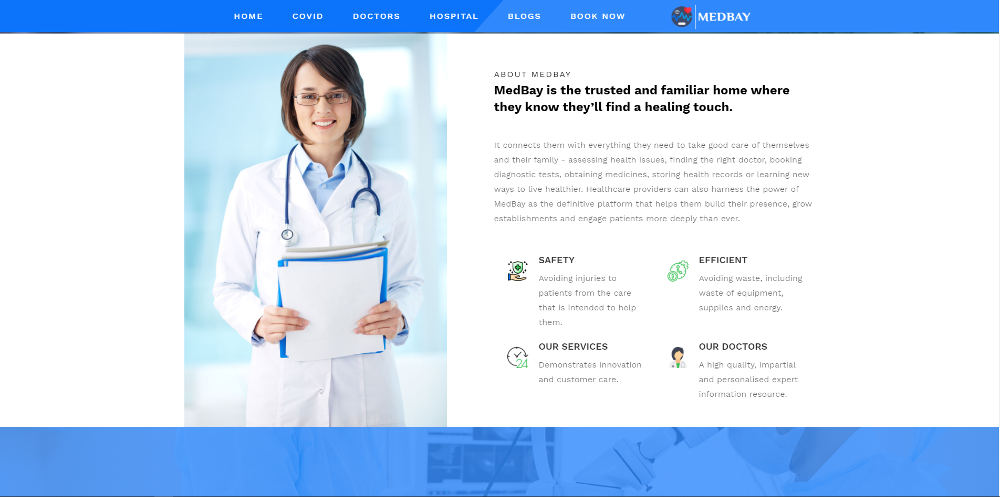 HOME COVID DOCTORS HOSPITAL BLOGS BOOK NOW MEDBAY
ABOUT MEDBAY
MedBay is the trusted and familiar home where
they know they’ll find a healing touch.
It connects them with everything they need to take good care of themselves
and their family - assessing health issues, finding the right doctor, booking
diagnostic tests, obtaining medicines, storing health records or learning new
ways to live healthier. Healthcare providers can also harness the power of
MedBay as the definitive platform that helps them build their presence, grow
establishments and engage patients more deeply than ever.
SAFETY
Avoiding injuries to
patients from the care
that is intended to help
them.
EFFICIENT
Avoiding waste, including
waste of equipment,
supplies and energy.
OUR SERVICES
24
Demonstrates innovation
and customer care.
OUR DOCTORS
A high quality, impartial
and personalised expert
information resource.